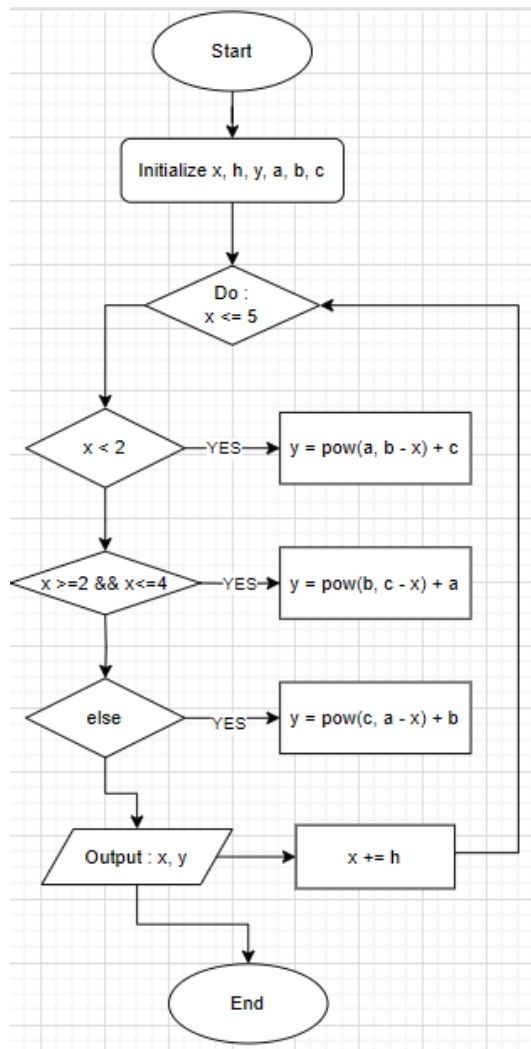 Start
Initialize x, h, y, a, b, c
Do :
x <= 5
x < 2
YES
y = pow(a, b - x) + c
x >=2 && x<=4
YES
y = pow(b, c - x) + a
else
YES
y = pow(c, a - x) + b
Output : x, y
x += h
End